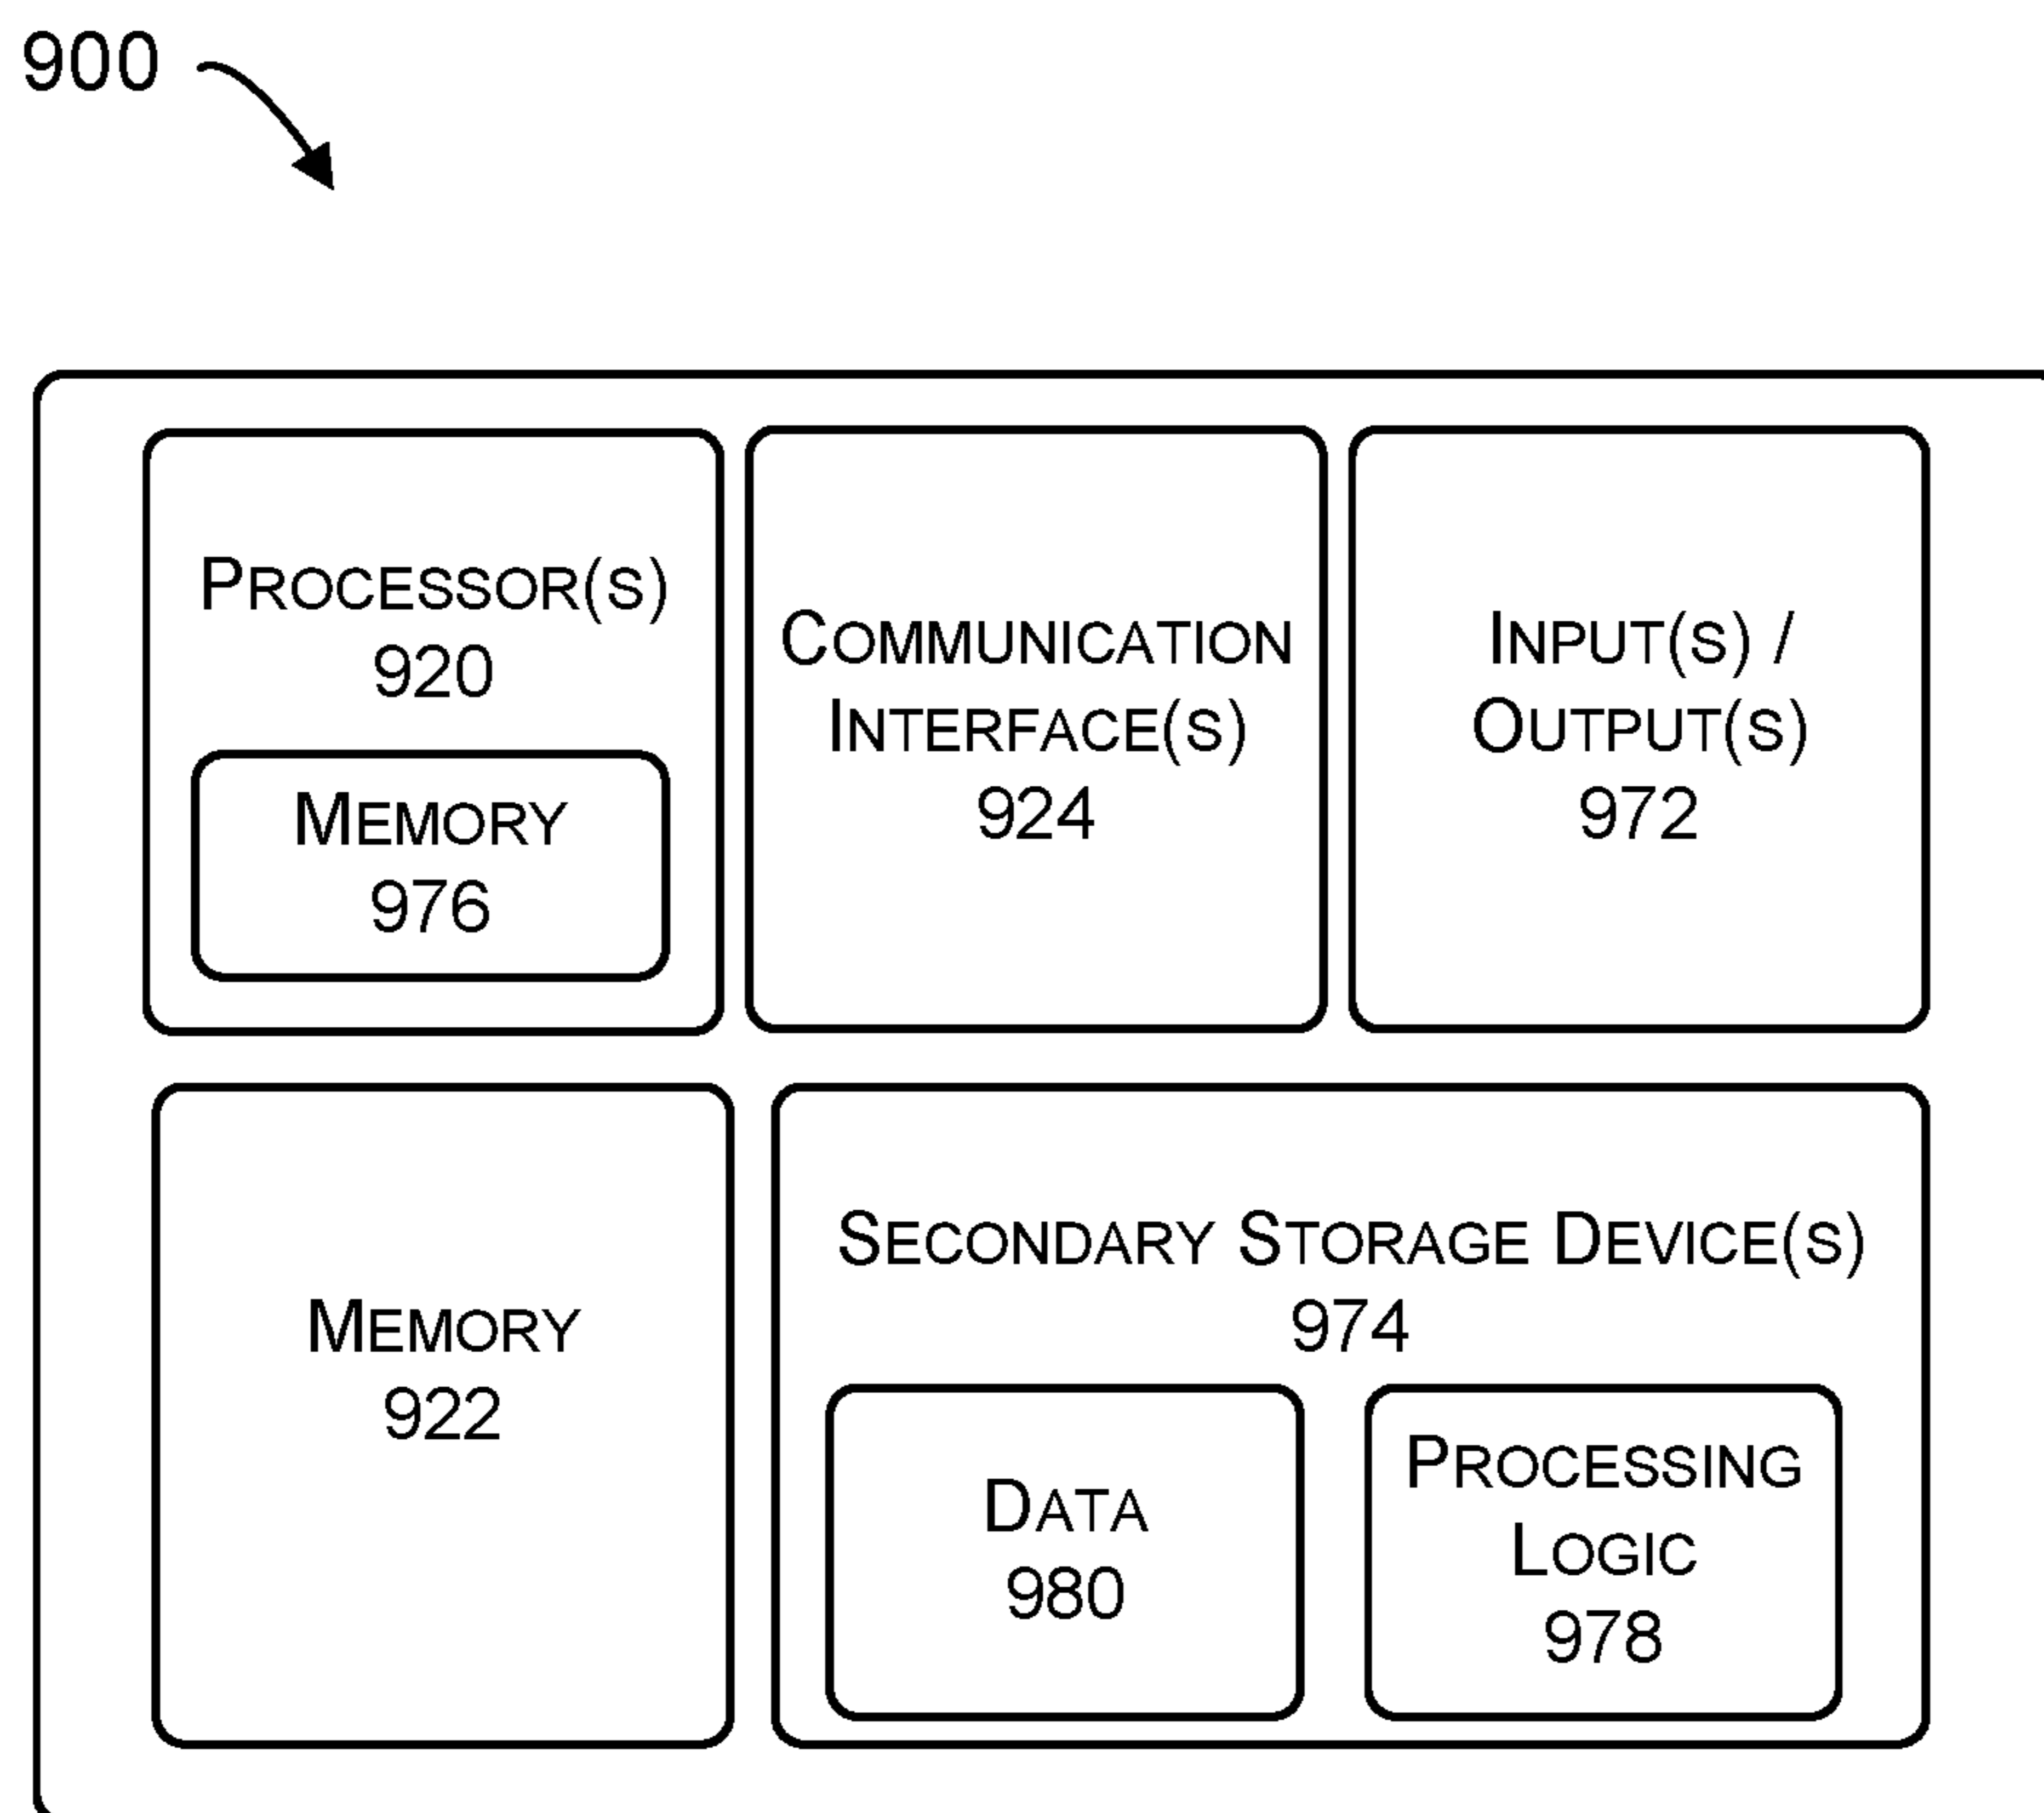 900
PROCESSOR(S)
920
MEMORY
976
COMMUNICATION
INTERFACE(S)
924
INPUT(S) /
OUTPUT(S)
972
MEMORY
922
SECONDARY STORAGE DEVICE(S)
974
DATA
980
PROCESSING
LOGIC
978